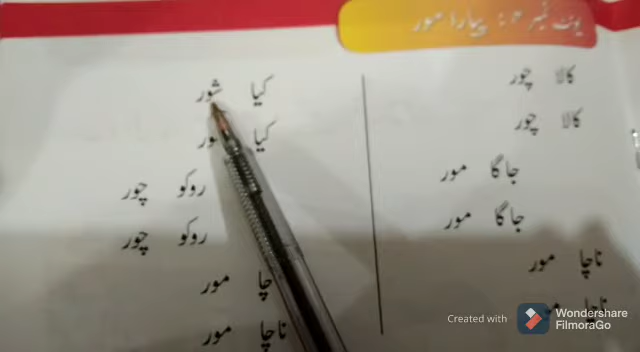 یونٹ نمبر ۳: پیارا مور
کالا چور
کالا چور
جاگا مور
جاگا مور
ناچا مور
ناچا
کیا شور
کیا
روکو چور
روکو چور
مور
ناچا مور
Created with Wondershare FilmoraGo